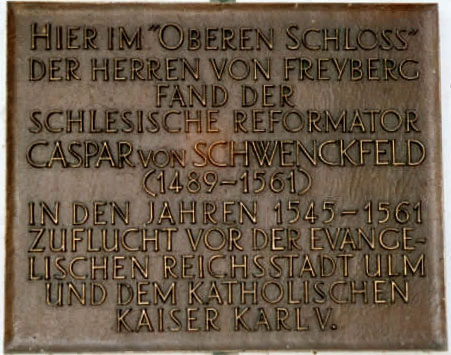 HIER IM "OBEREN SCHLOSS"
DER HERREN VON FREYBERG
FAND DER
SCHLESISCHE REFORMATOR
CASPAR VON SCHWENCKFELD
(1489-1561)
IN DEN JAHREN 1545-1561
ZUFLUCHT VOR DER EVANGE-
LISCHEN REICHSSTADT ULM
UND DEM KATHOLISCHEN
KAISER KARL V.